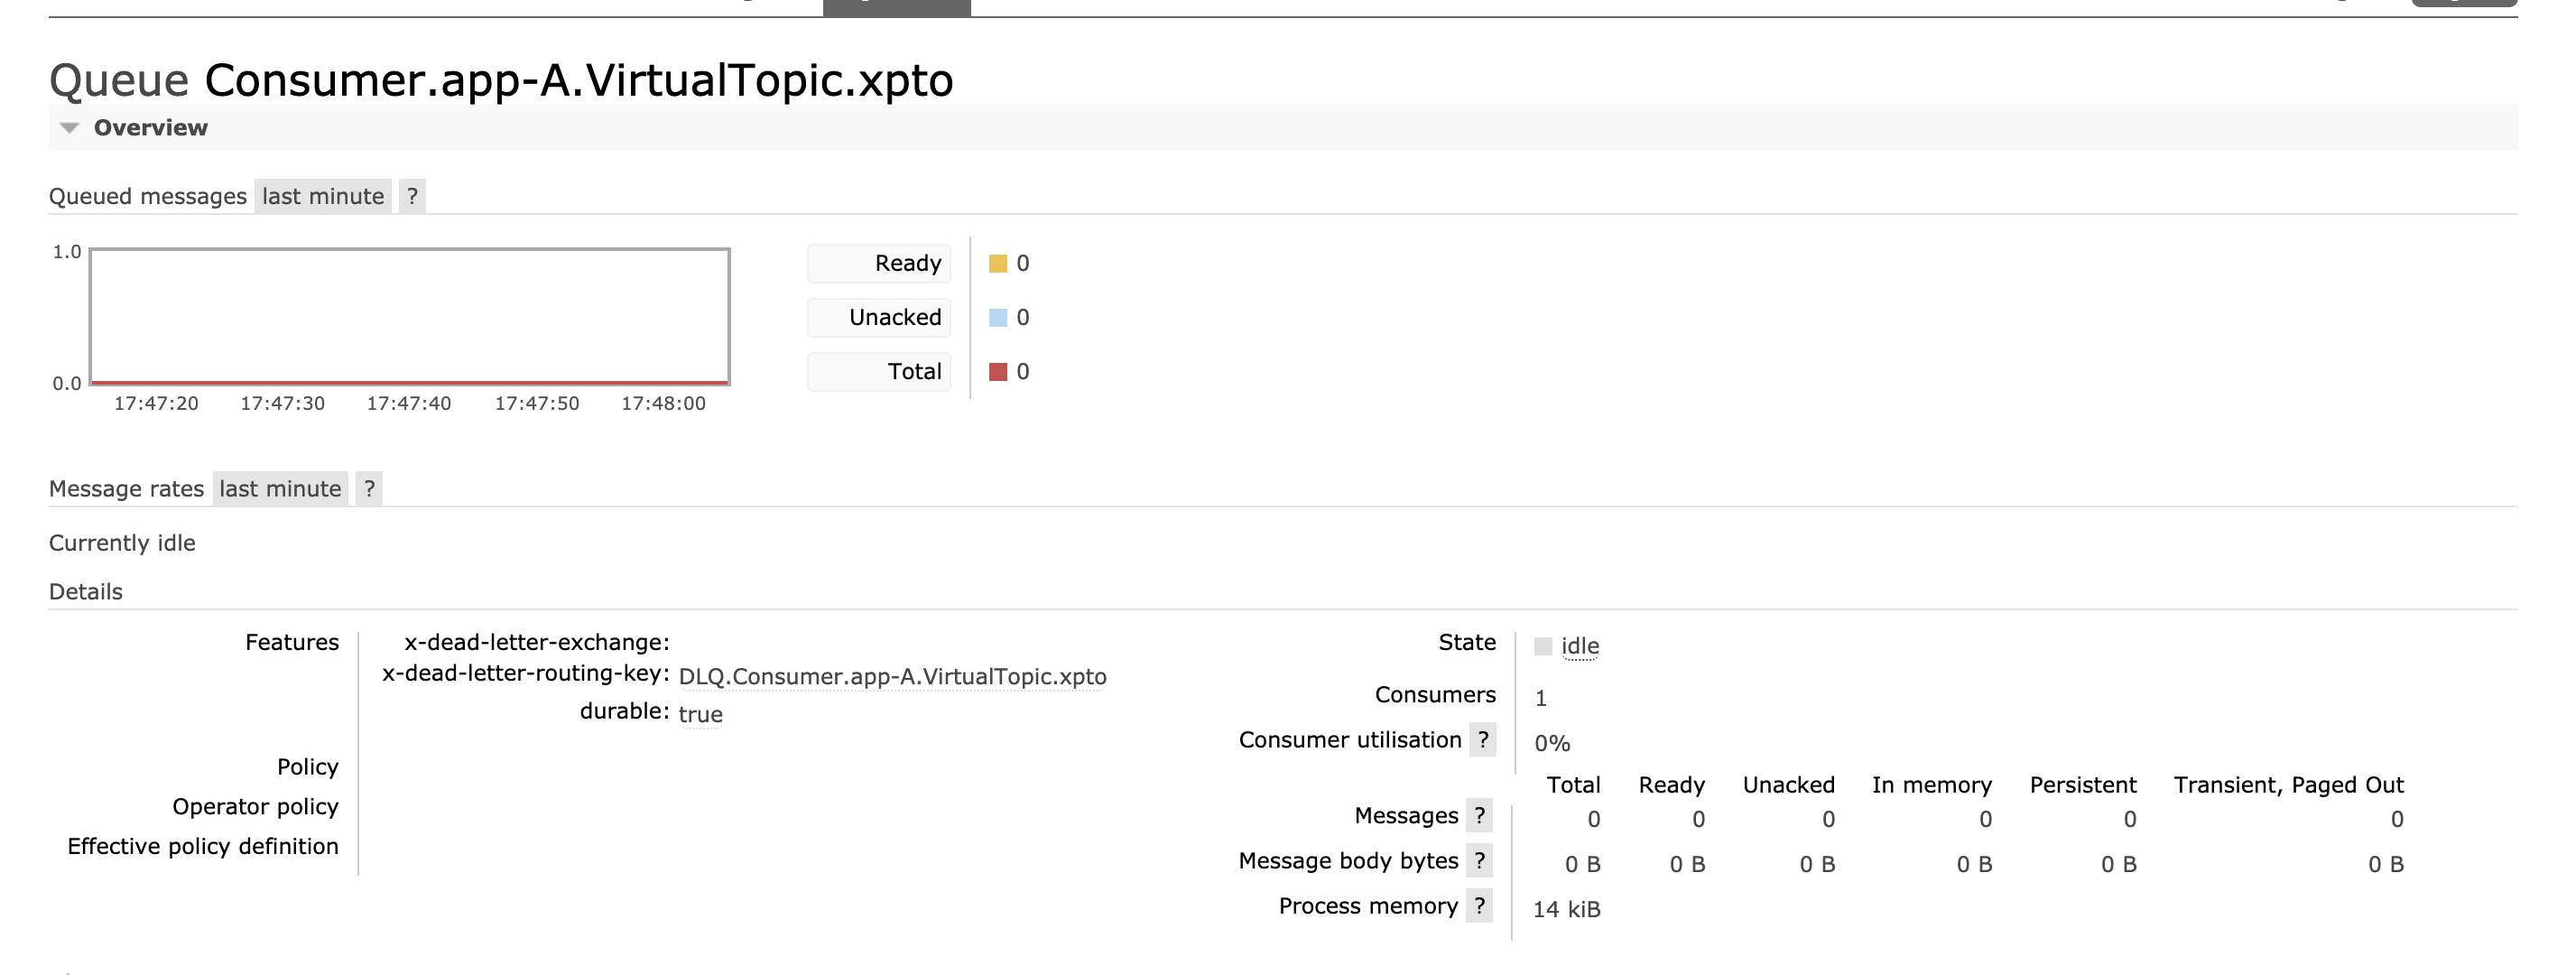 Queue Consumer.app-A.VirtualTopic.xpto
Overview
Queued messages last minute ?
1.0
0.0
17:47:20 17:47:30 17:47:40 17:47:50 17:48:00
Ready 0
Unacked 0
Total 0
Message rates last minute ?
Currently idle
Details
Features
x-dead-letter-exchange:
x-dead-letter-routing-key: DLQ.Consumer.app-A.VirtualTopic.xpto
durable: true
Policy
Operator policy
Effective policy definition
State idle
Consumers 1
Consumer utilisation ? 0%
Total Ready Unacked In memory Persistent Transient, Paged Out
Messages ? 0 0 0 0 0 0
Message body bytes ? 0 B 0 B 0 B 0 B 0 B 0 B
Process memory ? 14 kiB